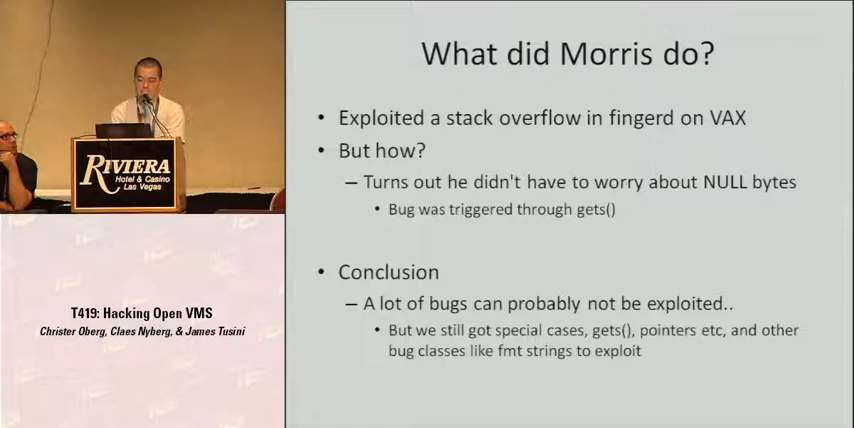 What did Morris do?
• Exploited a stack overflow in fingerd on VAX
• But how?
– Turns out he didn't have to worry about NULL bytes
• Bug was triggered through gets()
• Conclusion
– A lot of bugs can probably not be exploited..
• But we still got special cases, gets(), pointers etc, and other
bug classes like fmt strings to exploit
RIVIERA
Hotel & Casino
Las Vegas
T419: Hacking Open VMS
Christer Oberg, Claes Nyberg, & James Tusini